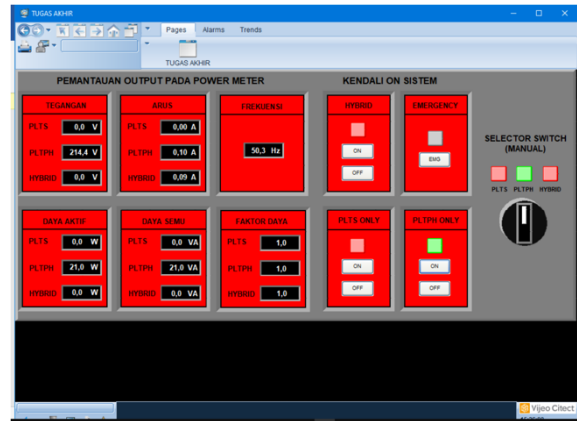 TUGAS AKHIR
Pages Alarms Trends
TUGAS AKHIR
PEMANTAUAN OUTPUT PADA POWER METER
KENDALI ON SISTEM
TEGANGAN
PLTS 0,0 V
PLTPH 214,4 V
HYBRID 0,0 V
ARUS
PLTS 0,00 A
PLTPH 0,10 A
HYBRID 0,09 A
FREKUENSI
50,3 Hz
HYBRID
ON
OFF
EMERGENCY
EMG
SELECTOR SWITCH
(MANUAL)
PLTS PLTPH HYBRID
DAYA AKTIF
PLTS 0,0 W
PLTPH 21,0 W
HYBRID 0,0 W
DAYA SEMU
PLTS 0,0 VA
PLTPH 21,0 VA
HYBRID 0,0 VA
FAKTOR DAYA
PLTS 1,0
PLTPH 1,0
HYBRID 1,0
PLTS ONLY
ON
OFF
PLTPH ONLY
ON
OFF
Vijeo Citect